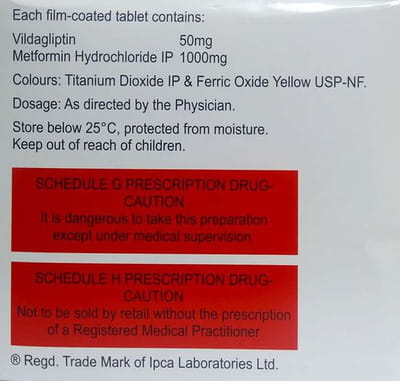 Each film-coated tablet contains:
Vildagliptin 50mg
Metformin Hydrochloride IP 1000mg
Colours: Titanium Dioxide IP & Ferric Oxide Yellow USP-NF.
Dosage: As directed by the Physician.
Store below 25°C, protected from moisture.
Keep out of reach of children.
SCHEDULE G PRESCRIPTION DRUG-
CAUTION
It is dangerous to take this preparation
except under medical supervision
SCHEDULE H PRESCRIPTION DRUG-
CAUTION
Not to be sold by retail without the prescription
of a Registered Medical Practitioner
® Regd. Trade Mark of Ipca Laboratories Ltd.